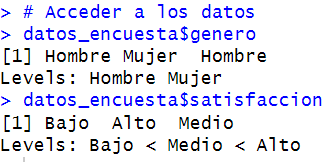 > # Acceder a los datos
> datos_encuesta$genero
[1] Hombre Mujer  Hombre
Levels: Hombre Mujer
> datos_encuesta$satisfaccion
[1] Bajo  Alto  Medio
Levels: Bajo < Medio < Alto